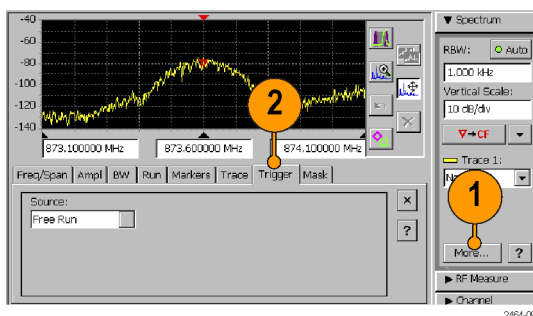 -40
-60
-80
-100
-120
-140
873.100000 MHz
873.600000 MHz
874.100000 MHz
2
Freq/Span
Ampl
BW
Run
Markers
Trace
Trigger
Mask
Source:
Free Run
×
?
▼ Spectrum
RBW:
Auto
1.000 kHz
Vertical Scale:
10 dB/div
∇→CF
Trace 1:
1
More...
?
► RF Measure
► Channel